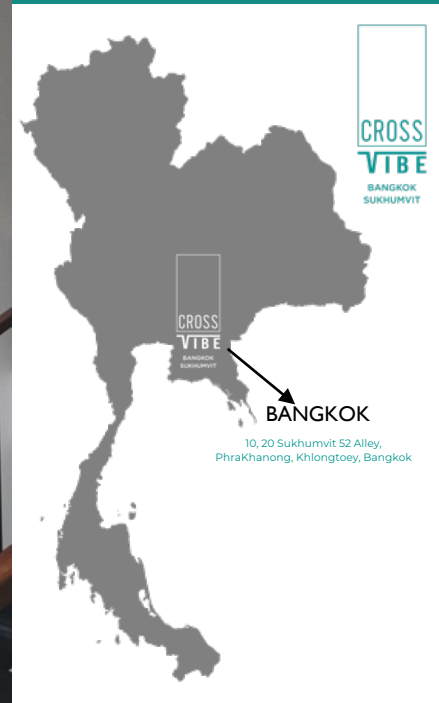 CROSS
VIBE
BANGKOK
SUKHUMVIT
CROSS
VIBE
BANGKOK
SUKHUMVIT
BANGKOK
10, 20 Sukhumvit 52 Alley,
PhraKhanong, Khlongtoey, Bangkok